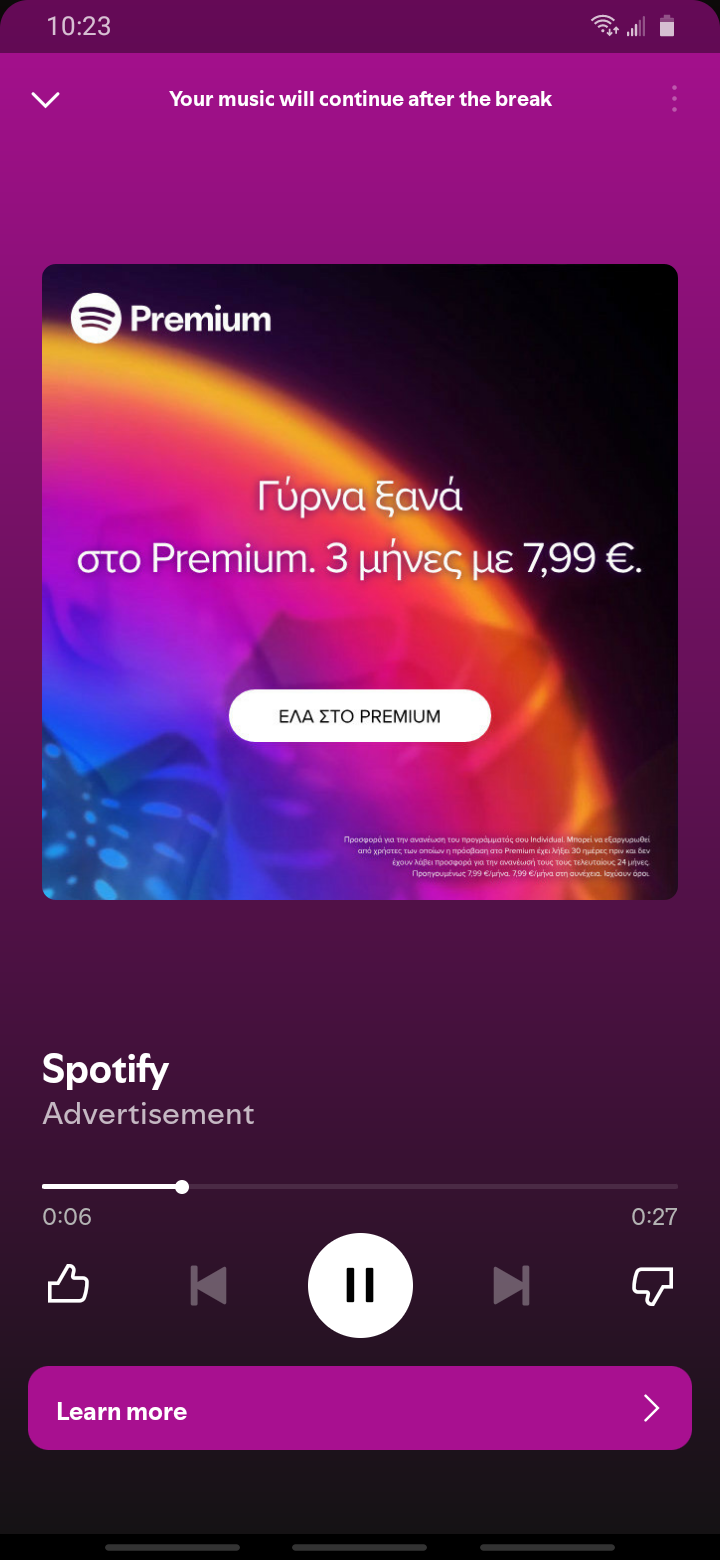 10:23
Your music will continue after the break
Premium
Γύρνα ξανά
στο Premium. 3 μήνες με 7,99 €.
ΕΛΑ ΣΤΟ PREMIUM
Προσφορά για την ανανέωση του προγράμματός σου Individual. Μπορεί να εξαργυρωθεί
από χρήστες των οποίων η πρόσβαση στο Premium έχει λήξει 30 ημέρες πριν και δεν
έχουν λάβει προσφορά για την ανανέωσή τους τους τελευταίους 24 μήνες.
Προηγουμένως 7,99 €/μήνα. 7,99 €/μήνα στη συνέχεια. Ισχύουν όροι.
Spotify
Advertisement
0:06
0:27
Learn more